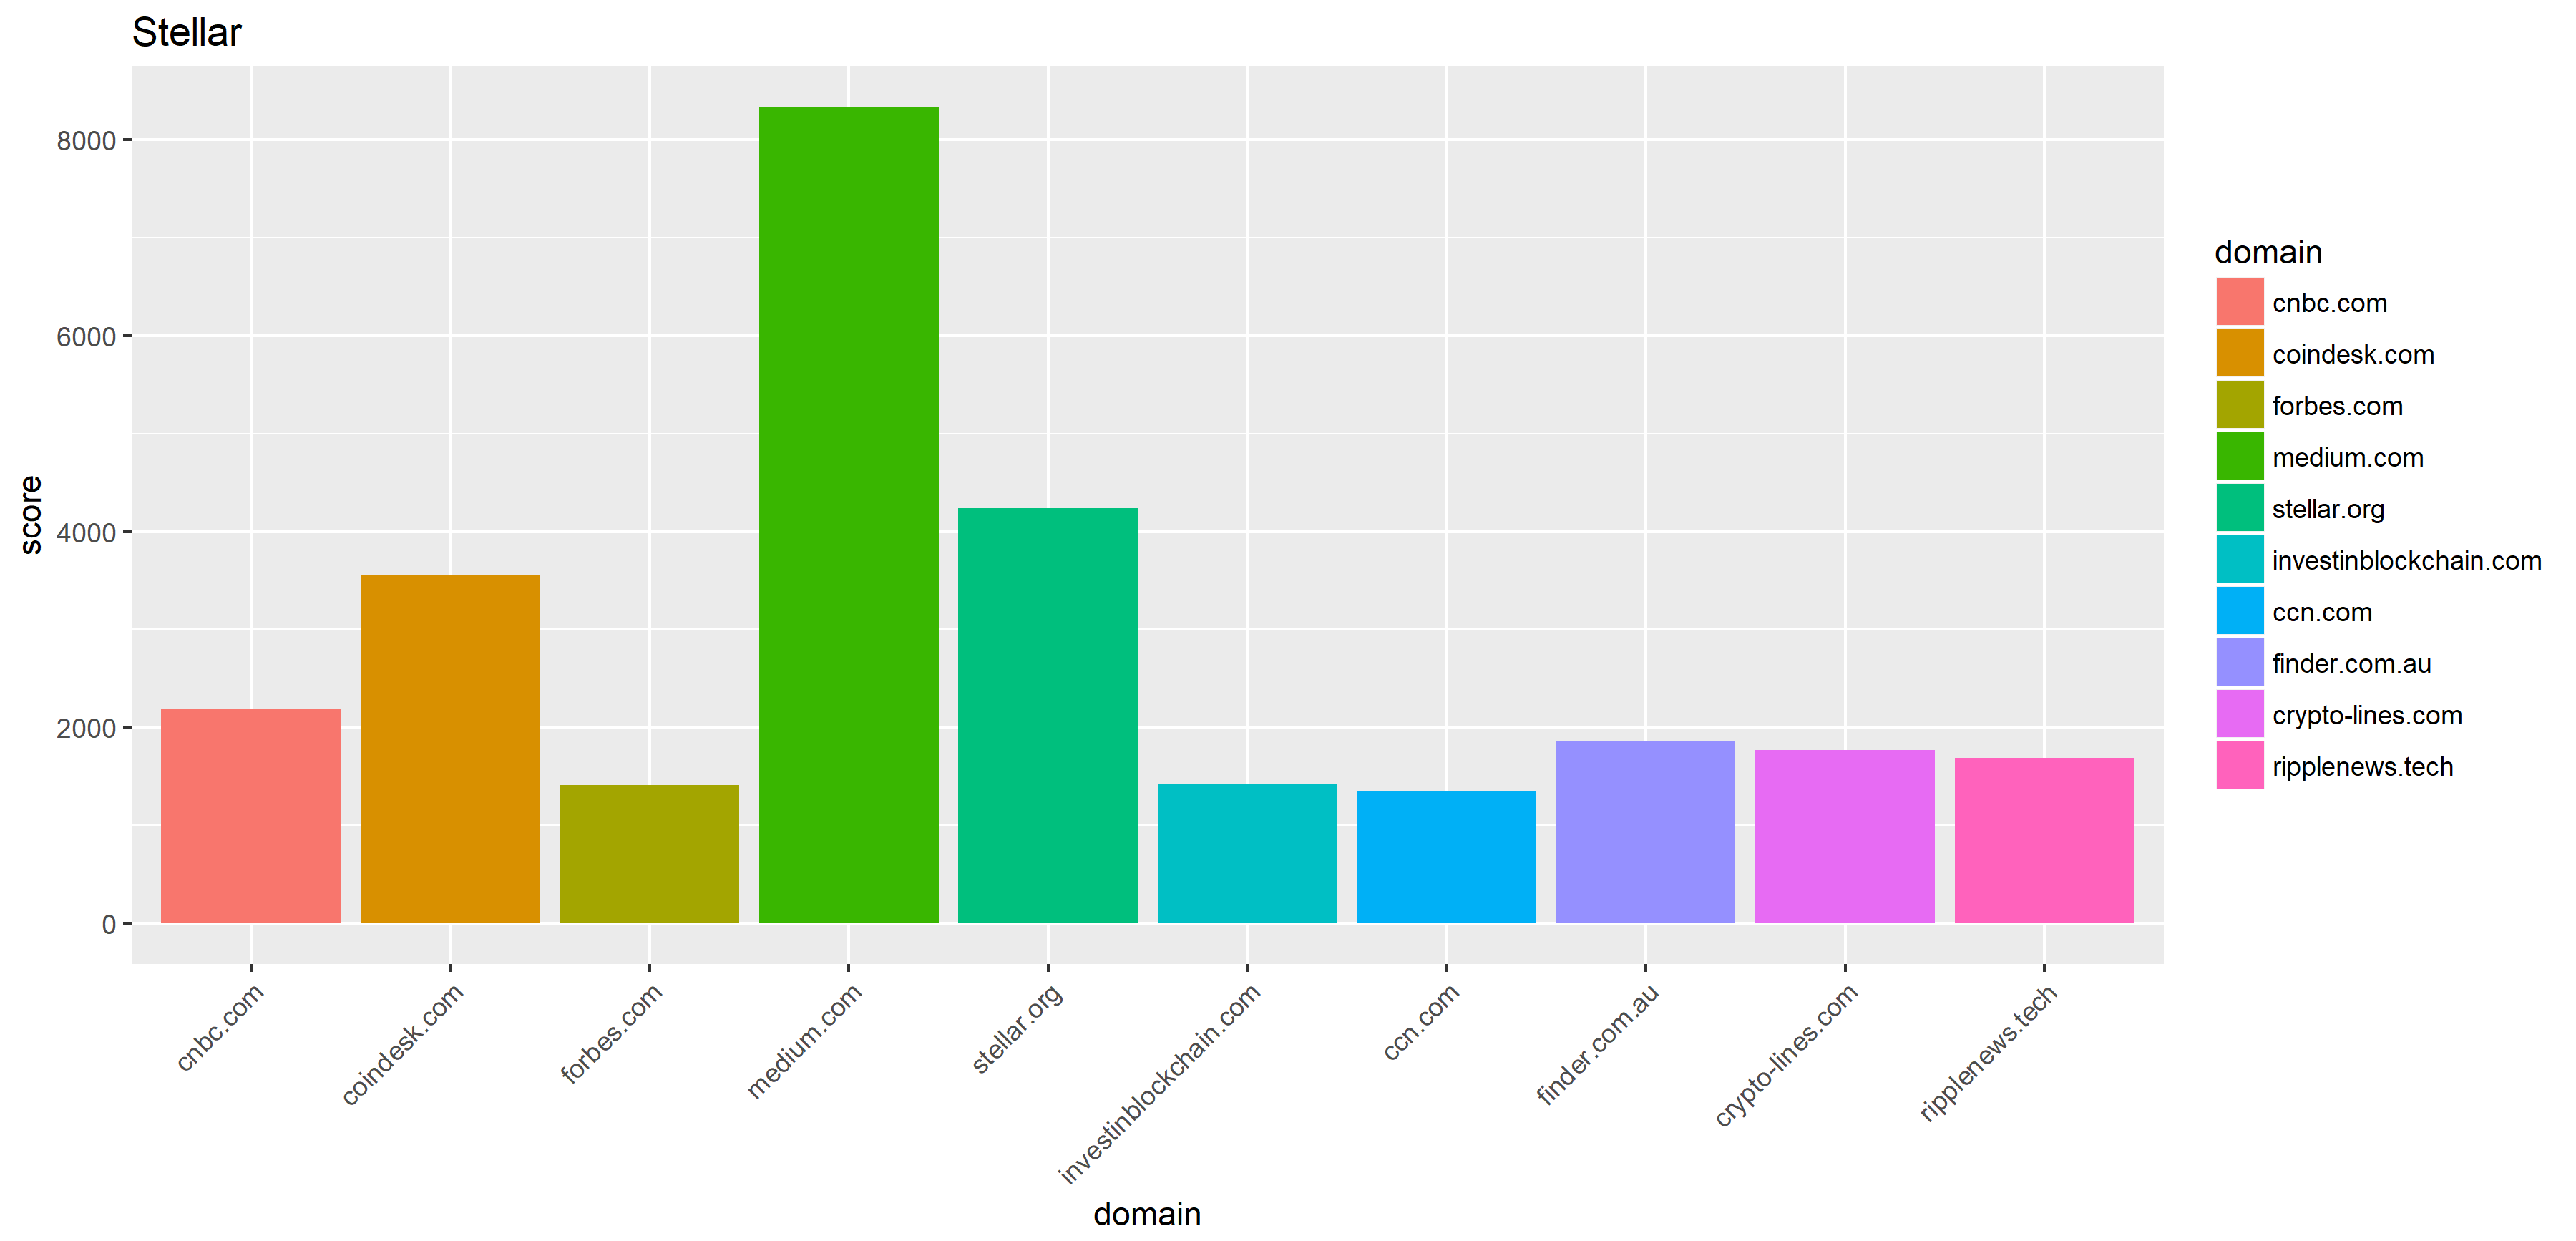 Stellar
score
8000
6000
4000
2000
0
cnbc.com
coindesk.com
forbes.com
medium.com
stellar.org
investinblockchain.com
ccn.com
finder.com.au
crypto-lines.com
ripplenews.tech
domain
domain
cnbc.com
coindesk.com
forbes.com
medium.com
stellar.org
investinblockchain.com
ccn.com
finder.com.au
crypto-lines.com
ripplenews.tech